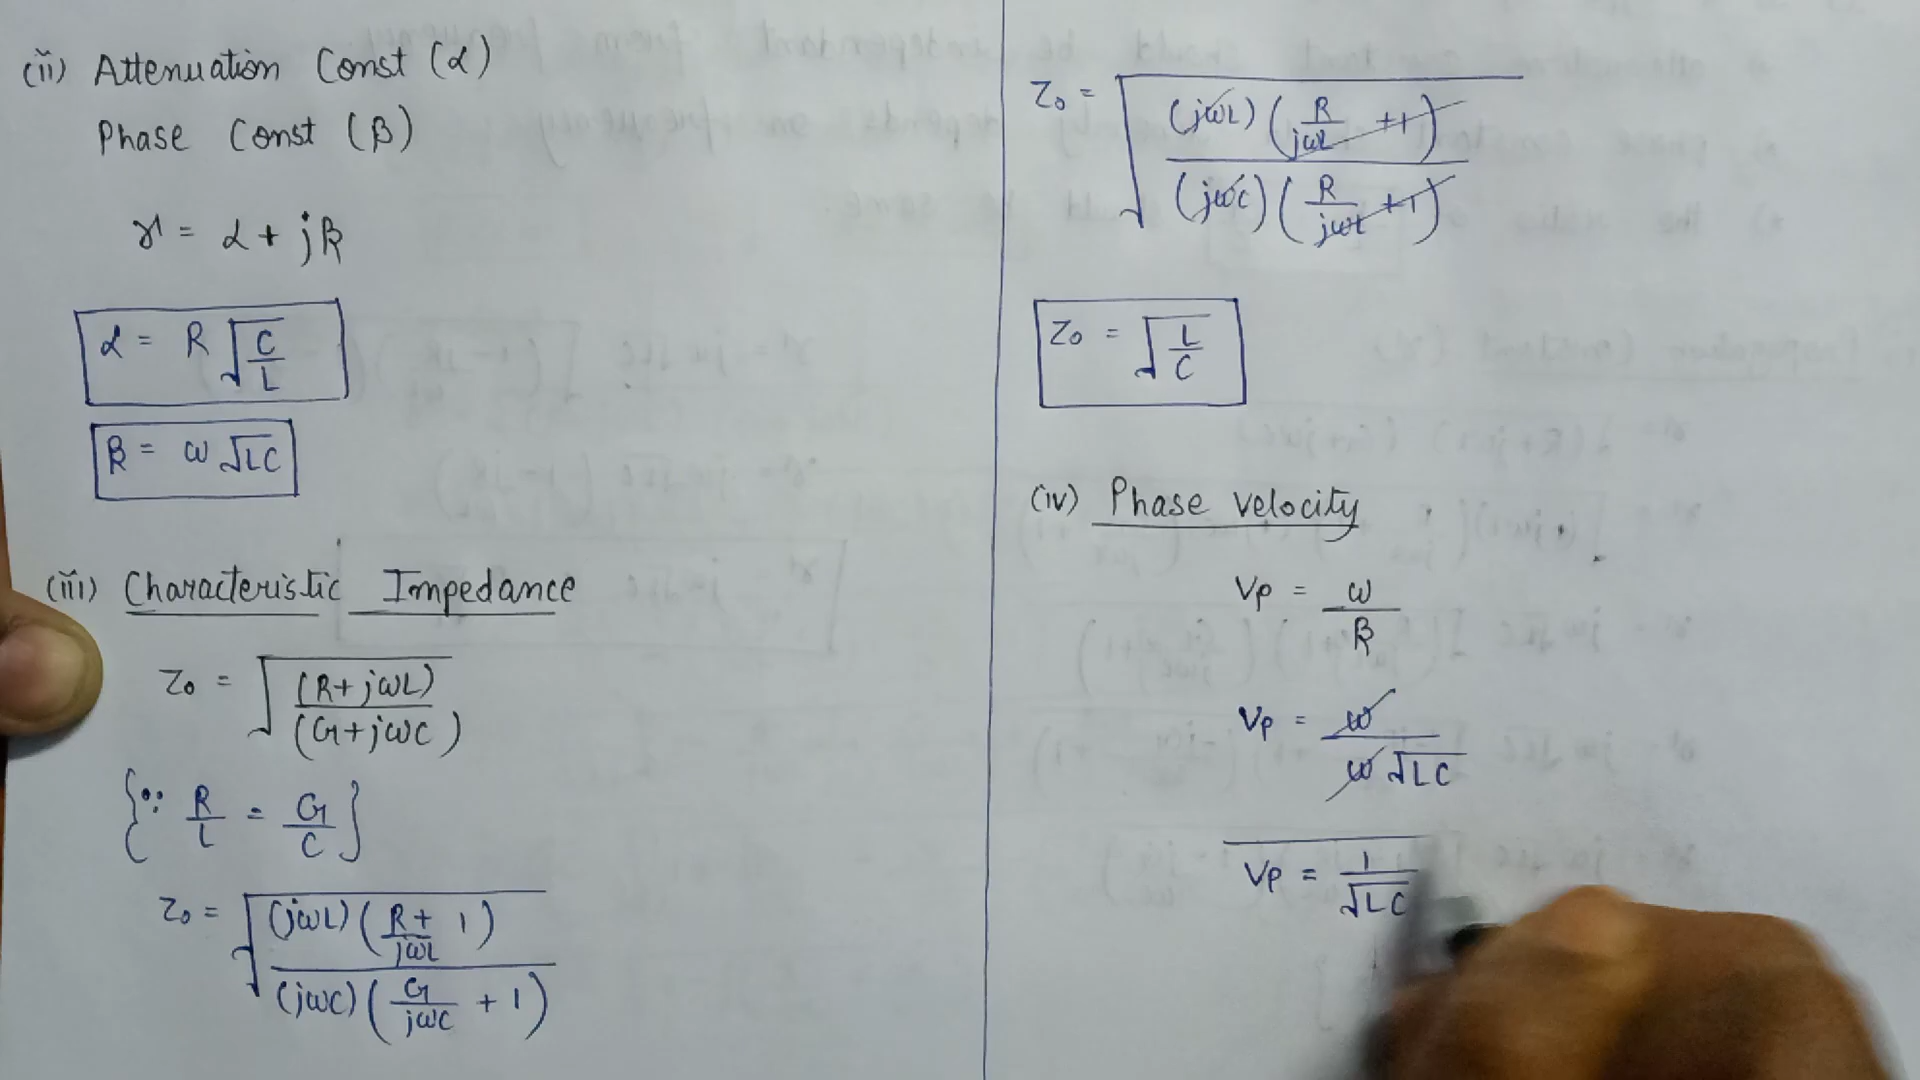 (ii) Attenuation Const (α)
Phase Const (β)
γ = α + jβ
α = R √(C/L)
β = ω √LC
(iii) Characteristic Impedance
Z₀ = √((R+jωL)/(G+jωC))
{∵ R/L = G/C}
Z₀ = √((jωL)(R/jωL + 1)/(jωC)(G/jωC + 1))
Z₀ = √((jωL)(R/jωL +1)/(jωC)(R/jωL +1))
Z₀ = √(L/C)
(iv) Phase velocity
Vp = ω/β
Vp = ω/ω√LC
Vp = 1/√LC